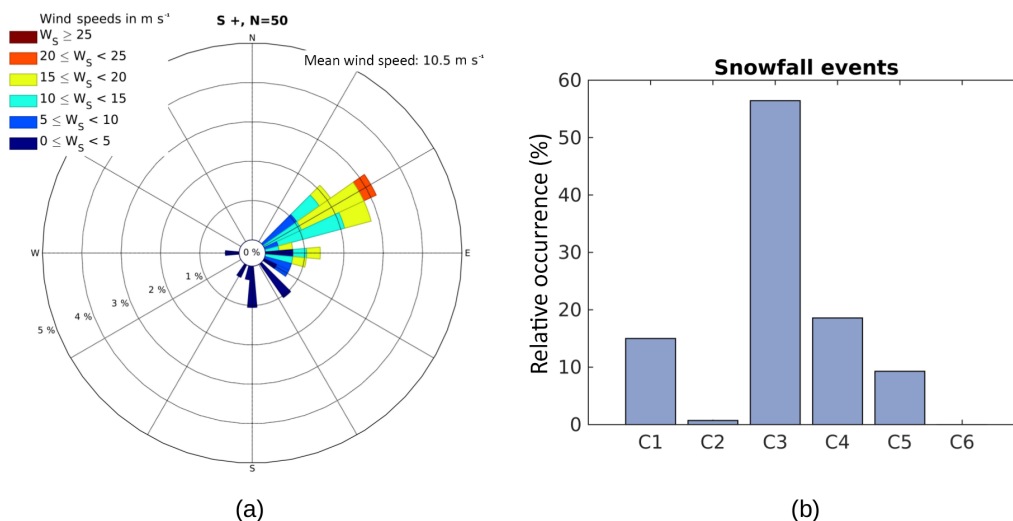 Wind speeds in m s⁻¹
W_S ≥ 25
20 ≤ W_S < 25
15 ≤ W_S < 20
10 ≤ W_S < 15
5 ≤ W_S < 10
0 ≤ W_S < 5
S +, N=50
Mean wind speed: 10.5 m s⁻¹
N
W
E
S
0 %
1 %
2 %
3 %
4 %
5 %
(a)
Snowfall events
Relative occurrence (%)
60
50
40
30
20
10
0
C1 C2 C3 C4 C5 C6
(b)